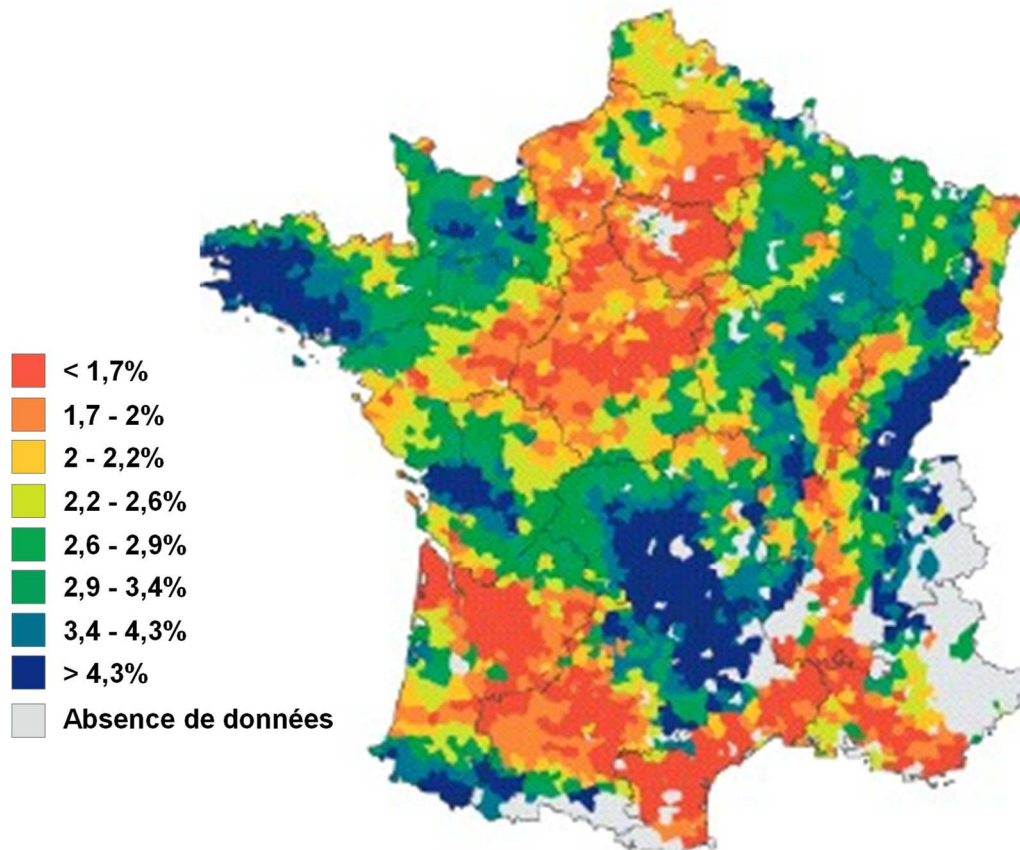 < 1,7%
1,7 - 2%
2 - 2,2%
2,2 - 2,6%
2,6 - 2,9%
2,9 - 3,4%
3,4 - 4,3%
> 4,3%
Absence de données